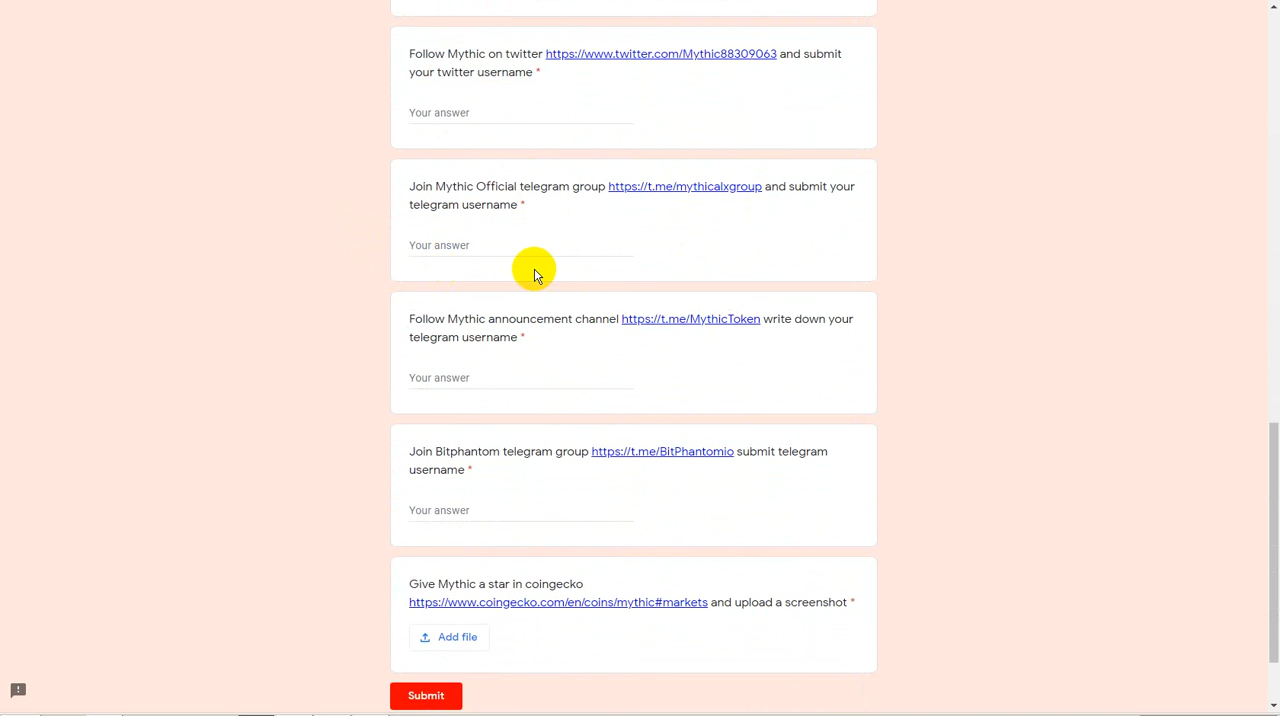 Follow Mythic on twitter https://www.twitter.com/Mythic88309063 and submit
your twitter username *
Your answer
Join Mythic Official telegram group https://t.me/mythicalxgroup and submit your
telegram username *
Your answer
Follow Mythic announcement channel https://t.me/MythicToken write down your
telegram username *
Your answer
Join Bitphantom telegram group https://t.me/BitPhantomio submit telegram
username *
Your answer
Give Mythic a star in coingecko
https://www.coingecko.com/en/coins/mythic#markets and upload a screenshot *
Add file
Submit